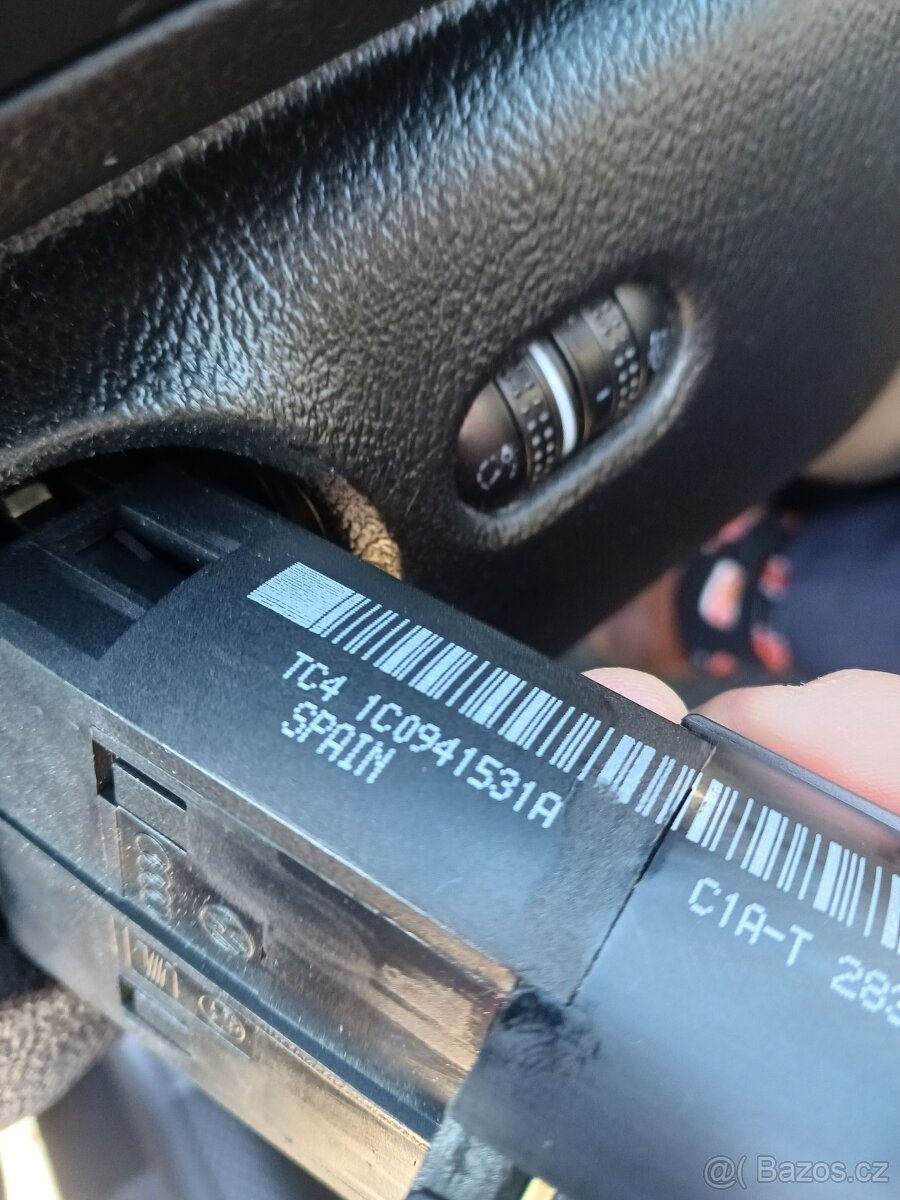 TC4 1C0941531A
SPAIN
C1A-T 283
@( Bazos.cz